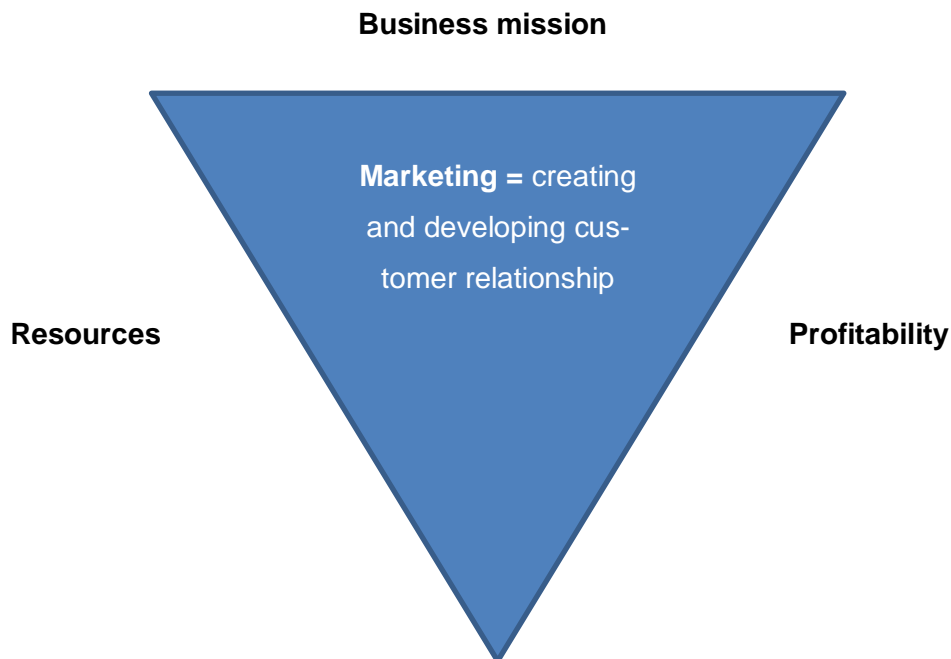 Business mission
Marketing = creating
and developing cus-
tomer relationship
Resources
Profitability